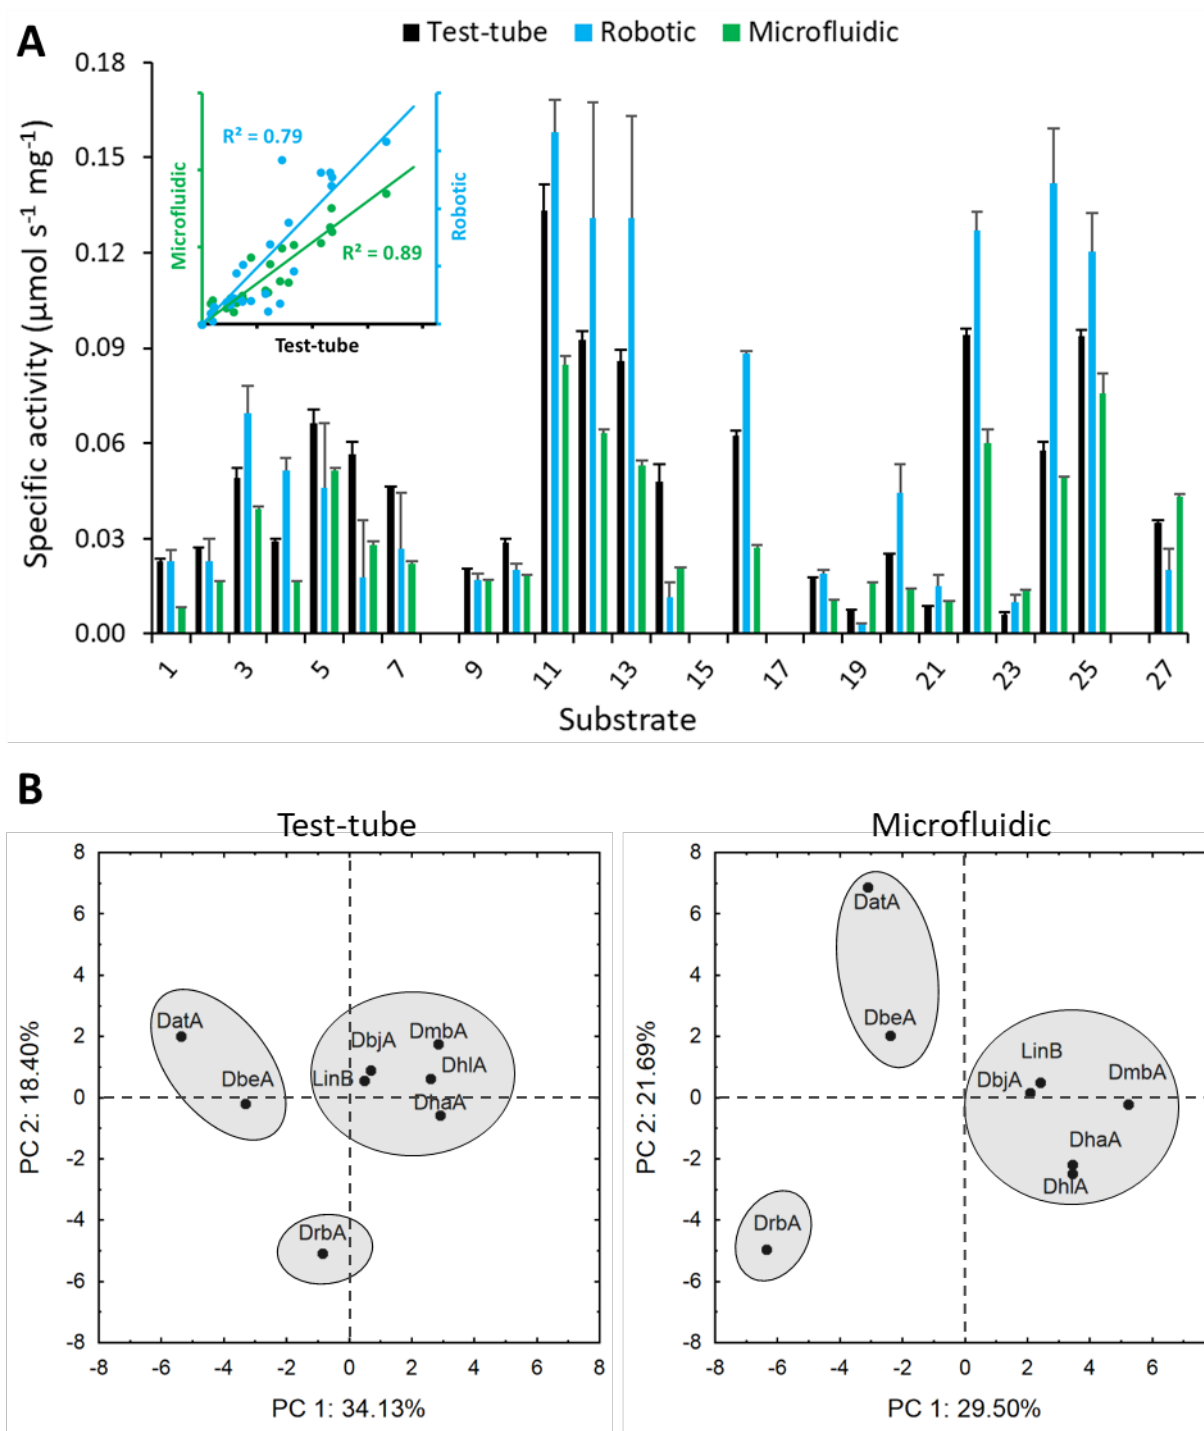 A
Test-tube Robotic Microfluidic
Specific activity (µmol s⁻¹ mg⁻¹)
0.18
0.15
0.12
0.09
0.06
0.03
0.00
R² = 0.79
R² = 0.89
Microfluidic
Robotic
Test-tube
1 3 5 7 9 11 13 15 17 19 21 23 25 27
Substrate
B
Test-tube
PC 2: 18.40%
8
6
4
2
0
-2
-4
-6
-8
DatA
DbeA
DbjA
DmbA
LinB
DhlA
DhaA
DrbA
-8 -6 -4 -2 0 2 4 6 8
PC 1: 34.13%
Microfluidic
PC 2: 21.69%
8
6
4
2
0
-2
-4
-6
-8
DatA
DbeA
LinB
DbjA
DmbA
DhaA
DhlA
DrbA
-8 -6 -4 -2 0 2 4 6
PC 1: 29.50%